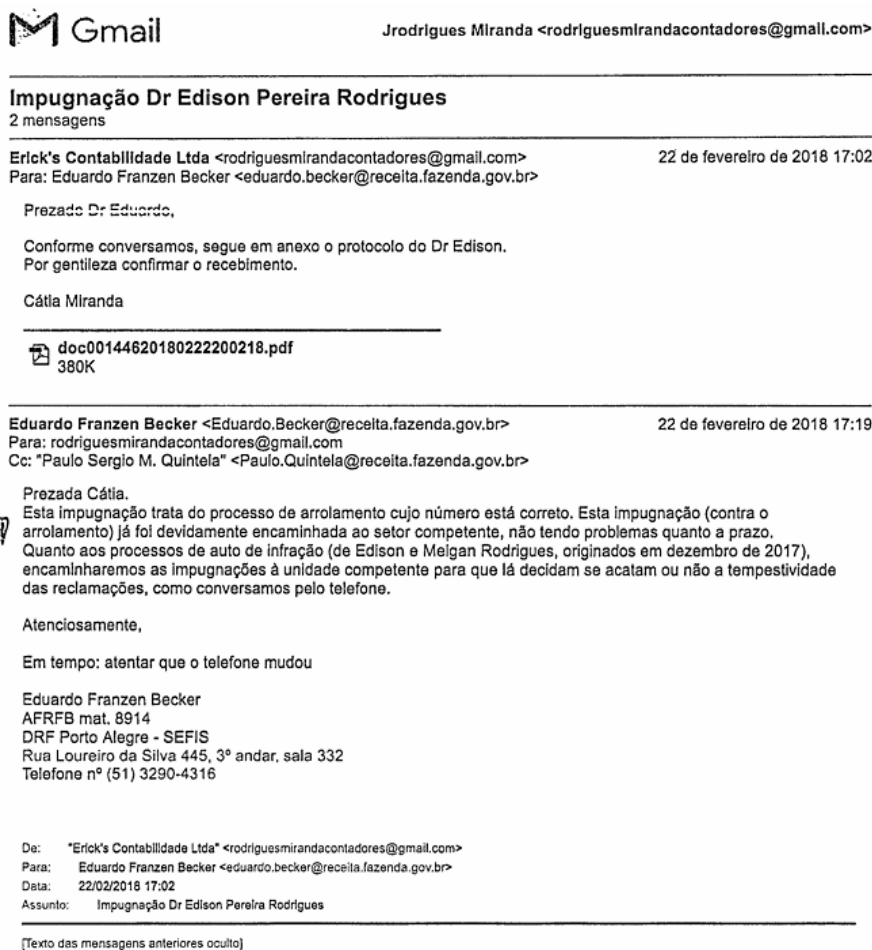 Gmail
Jrodrigues Miranda <rodriguesmirandacontadores@gmail.com>
Impugnação Dr Edison Pereira Rodrigues
2 mensagens
Erick's Contabilidade Ltda <rodriguesmirandacontadores@gmail.com>
22 de fevereiro de 2018 17:02
Para: Eduardo Franzen Becker <eduardo.becker@receita.fazenda.gov.br>
Prezado Dr Eduardo,
Conforme conversamos, segue em anexo o protocolo do Dr Edison.
Por gentileza confirmar o recebimento.
Cátia Miranda
doc00144620180222200218.pdf
380K
Eduardo Franzen Becker <Eduardo.Becker@receita.fazenda.gov.br>
22 de fevereiro de 2018 17:19
Para: rodriguesmirandacontadores@gmail.com
Cc: "Paulo Sergio M. Quintela" <Paulo.Quintela@receita.fazenda.gov.br>
Prezada Cátia.
Esta impugnação trata do processo de arrolamento cujo número está correto. Esta impugnação (contra o
arrolamento) já foi devidamente encaminhada ao setor competente, não tendo problemas quanto a prazo.
Quanto aos processos de auto de infração (de Edison e Meigan Rodrigues, originados em dezembro de 2017),
encaminharemos as impugnações à unidade competente para que lá decidam se acatam ou não a tempestividade
das reclamações, como conversamos pelo telefone.
Atenciosamente,
Em tempo: atentar que o telefone mudou
Eduardo Franzen Becker
AFRFB mat. 8914
DRF Porto Alegre - SEFIS
Rua Loureiro da Silva 445, 3º andar, sala 332
Telefone nº (51) 3290-4316
De: "Erick's Contabilidade Ltda" <rodriguesmirandacontadores@gmail.com>
Para: Eduardo Franzen Becker <eduardo.becker@receita.fazenda.gov.br>
Data: 22/02/2018 17:02
Assunto: Impugnação Dr Edison Pereira Rodrigues
[Texto das mensagens anteriores oculto]